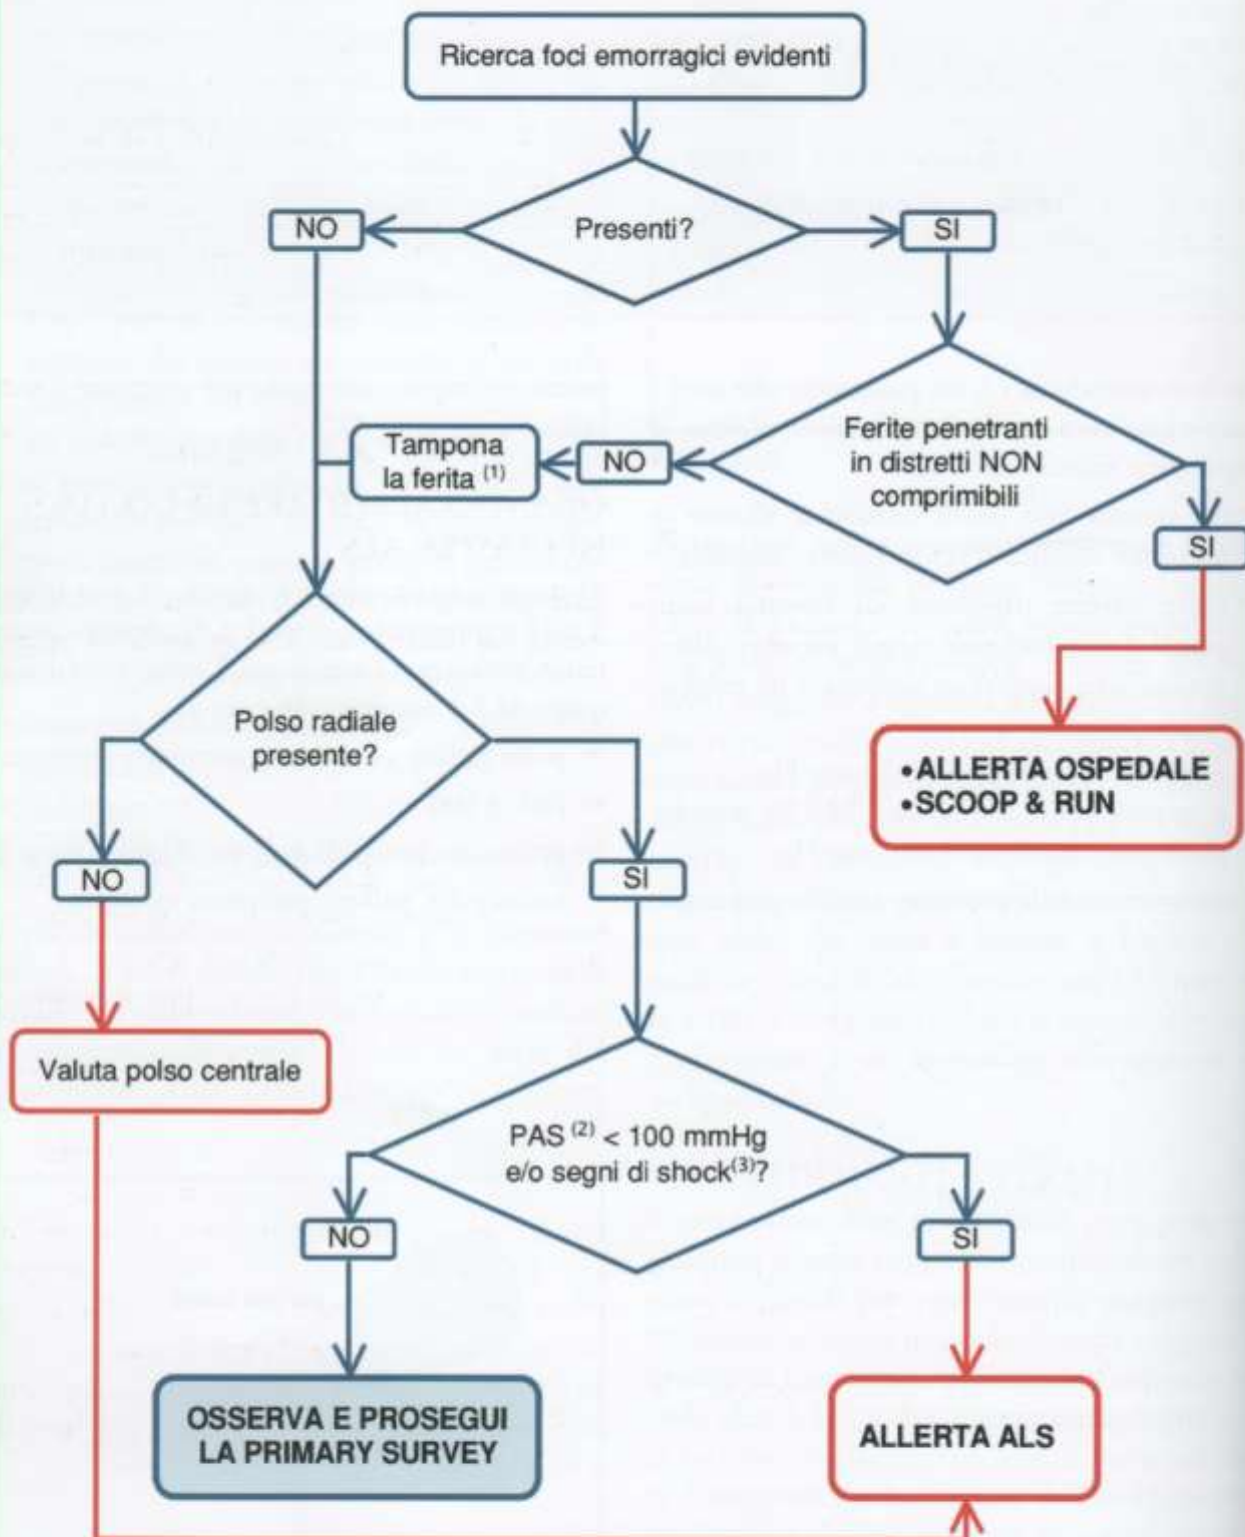 Ricerca foci emorragici evidenti
Presenti?
NO
SI
Ferite penetranti
in distretti NON
comprimibili
NO
Tampona
la ferita (1)
SI
•ALLERTA OSPEDALE
•SCOOP & RUN
Polso radiale
presente?
NO
SI
Valuta polso centrale
PAS (2) < 100 mmHg
e/o segni di shock(3)?
NO
SI
OSSERVA E PROSEGUI
LA PRIMARY SURVEY
ALLERTA ALS